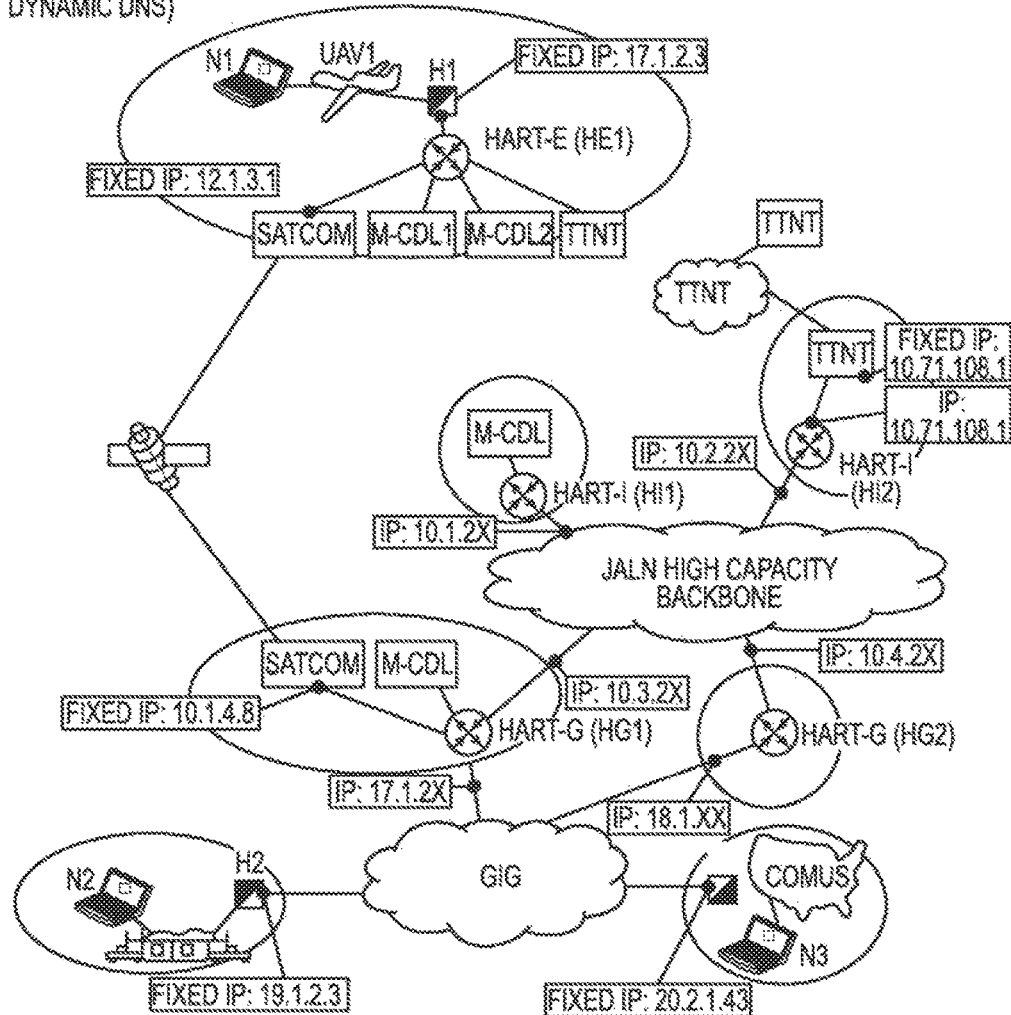 DYNAMIC DNS)
N1
UAV1
H1
FIXED IP: 17.1.2.3
HART-E (HE1)
FIXED IP: 12.1.3.1
SATCOM
M-CDL1
M-CDL2
TTNT
TTNT
TTNT
TTNT
FIXED IP:
10.71.108.1
IP:
10.71.108.1
M-CDL
IP: 10.2.2X
HART-I
(HI2)
HART-I (HI1)
IP: 10.1.2X
JALN HIGH CAPACITY
BACKBONE
SATCOM
M-CDL
IP: 10.4.2X
IP: 10.3.2X
FIXED IP: 10.1.4.8
HART-G (HG1)
HART-G (HG2)
IP: 17.1.2X
IP: 18.1.XX
H2
N2
GIG
COMUS
N3
FIXED IP: 19.1.2.3
FIXED IP: 20.2.1.43